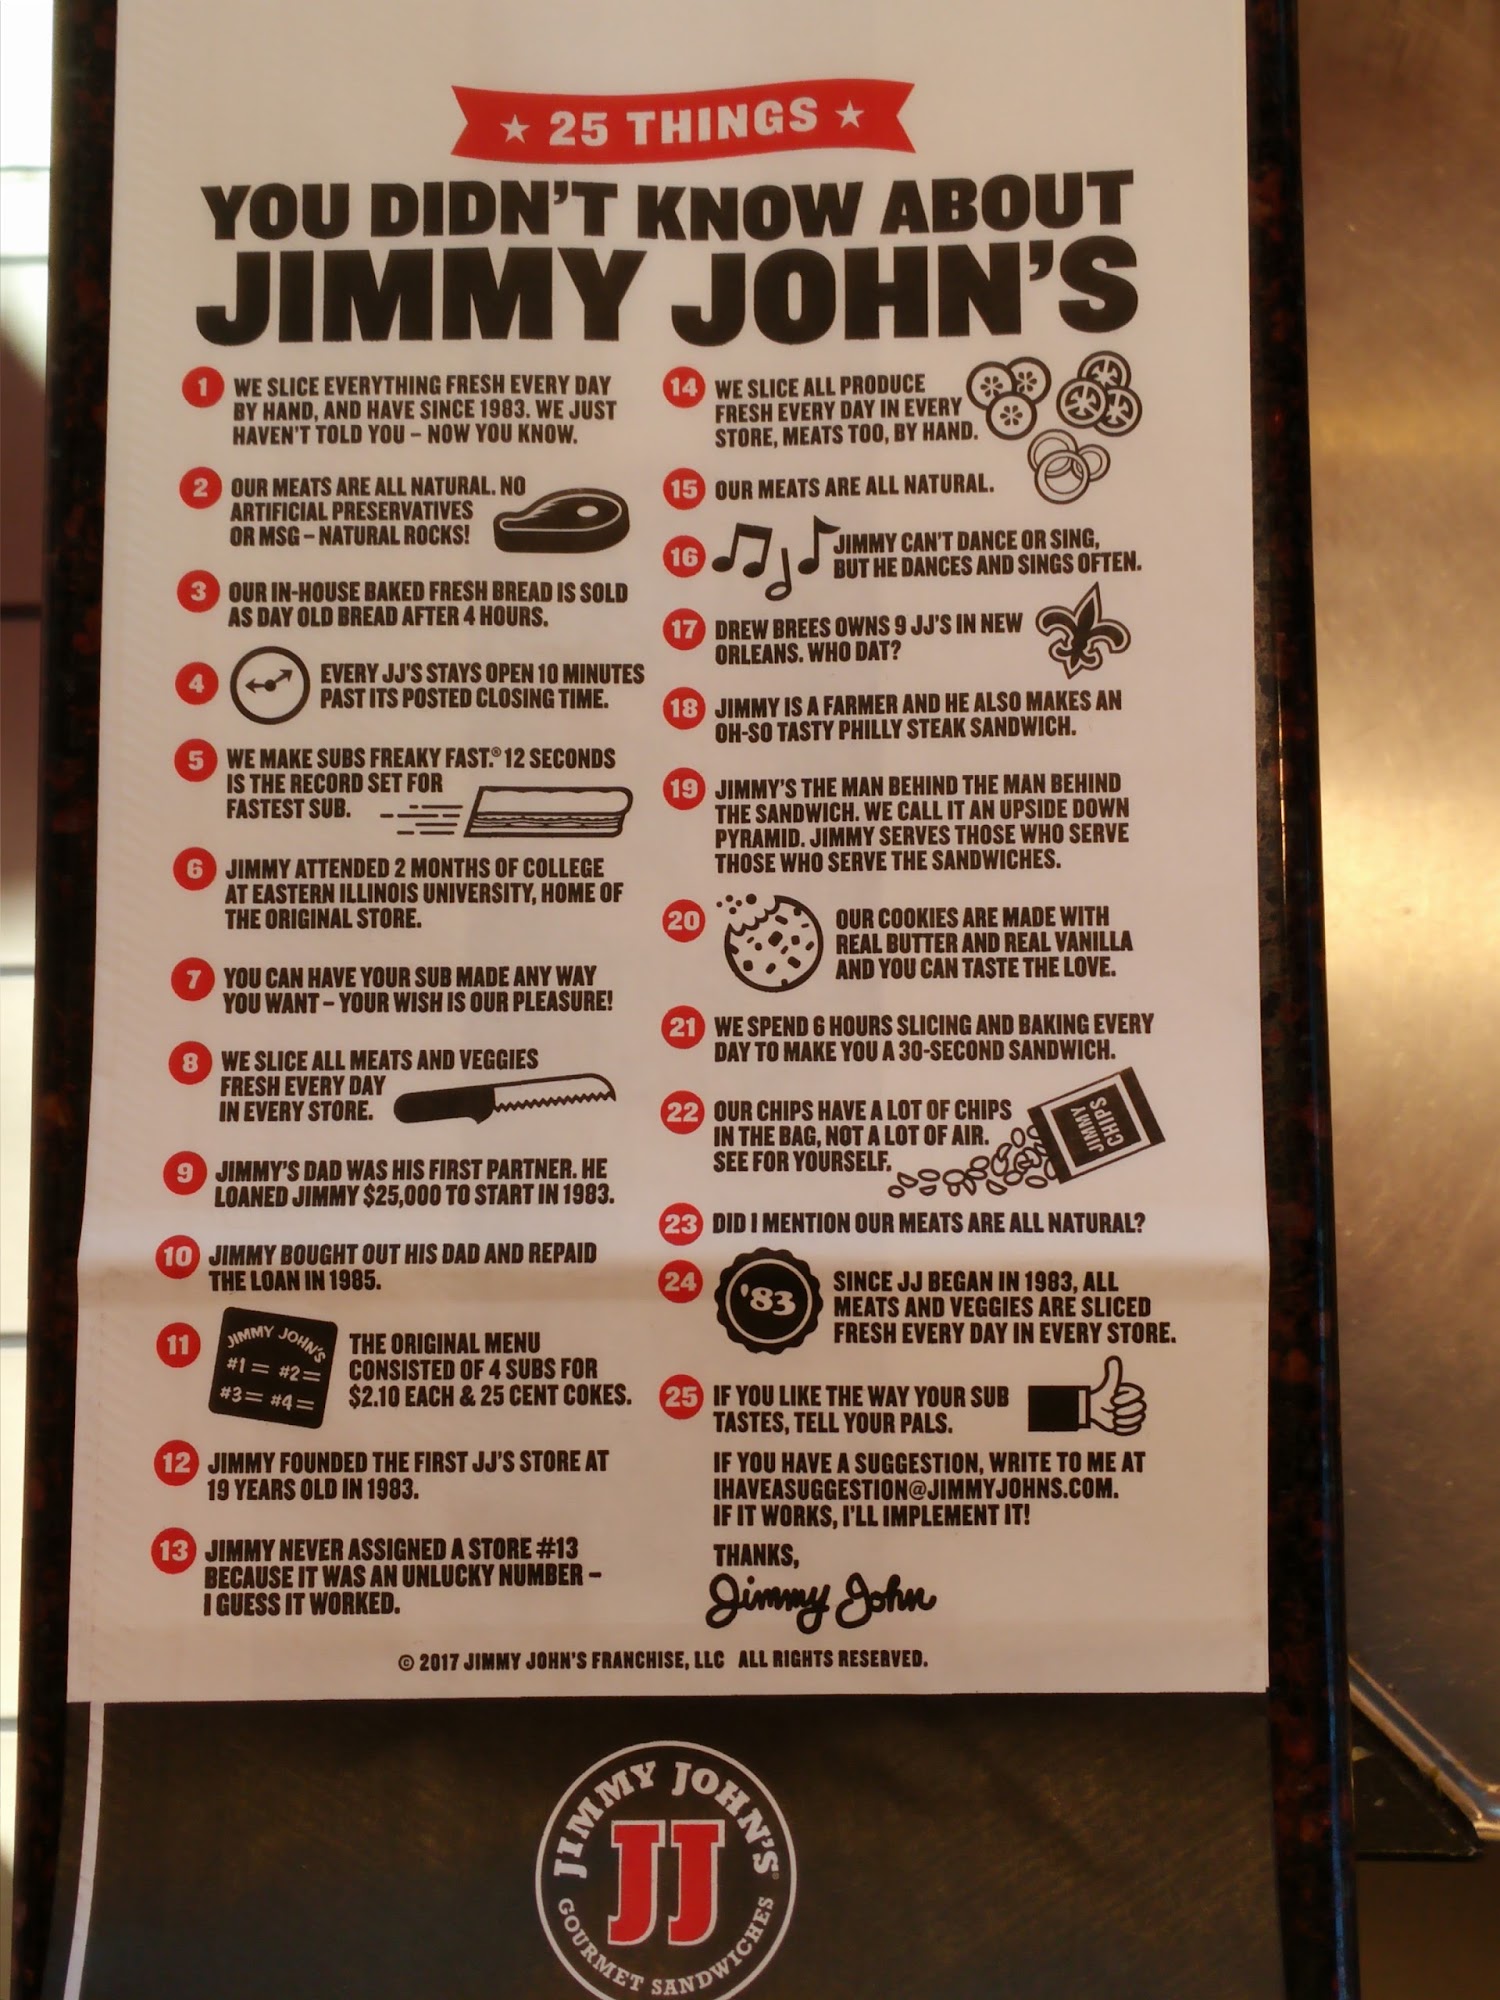 ★ 25 THINGS ★
YOU DIDN'T KNOW ABOUT
JIMMY JOHN'S
1 WE SLICE EVERYTHING FRESH EVERY DAY
BY HAND, AND HAVE SINCE 1983. WE JUST
HAVEN'T TOLD YOU – NOW YOU KNOW.
2 OUR MEATS ARE ALL NATURAL. NO
ARTIFICIAL PRESERVATIVES
OR MSG – NATURAL ROCKS!
3 OUR IN-HOUSE BAKED FRESH BREAD IS SOLD
AS DAY OLD BREAD AFTER 4 HOURS.
4 EVERY JJ'S STAYS OPEN 10 MINUTES
PAST ITS POSTED CLOSING TIME.
5 WE MAKE SUBS FREAKY FAST.® 12 SECONDS
IS THE RECORD SET FOR
FASTEST SUB.
6 JIMMY ATTENDED 2 MONTHS OF COLLEGE
AT EASTERN ILLINOIS UNIVERSITY, HOME OF
THE ORIGINAL STORE.
7 YOU CAN HAVE YOUR SUB MADE ANY WAY
YOU WANT – YOUR WISH IS OUR PLEASURE!
8 WE SLICE ALL MEATS AND VEGGIES
FRESH EVERY DAY
IN EVERY STORE.
9 JIMMY'S DAD WAS HIS FIRST PARTNER. HE
LOANED JIMMY $25,000 TO START IN 1983.
10 JIMMY BOUGHT OUT HIS DAD AND REPAID
THE LOAN IN 1985.
11 JIMMY JOHN'S
#1= #2=
#3= #4=
THE ORIGINAL MENU
CONSISTED OF 4 SUBS FOR
$2.10 EACH & 25 CENT COKES.
12 JIMMY FOUNDED THE FIRST JJ'S STORE AT
19 YEARS OLD IN 1983.
13 JIMMY NEVER ASSIGNED A STORE #13
BECAUSE IT WAS AN UNLUCKY NUMBER –
I GUESS IT WORKED.
14 WE SLICE ALL PRODUCE
FRESH EVERY DAY IN EVERY
STORE, MEATS TOO, BY HAND.
15 OUR MEATS ARE ALL NATURAL.
16 JIMMY CAN'T DANCE OR SING,
BUT HE DANCES AND SINGS OFTEN.
17 DREW BREES OWNS 9 JJ'S IN NEW
ORLEANS. WHO DAT?
18 JIMMY IS A FARMER AND HE ALSO MAKES AN
OH-SO TASTY PHILLY STEAK SANDWICH.
19 JIMMY'S THE MAN BEHIND THE MAN BEHIND
THE SANDWICH. WE CALL IT AN UPSIDE DOWN
PYRAMID. JIMMY SERVES THOSE WHO SERVE
THOSE WHO SERVE THE SANDWICHES.
20 OUR COOKIES ARE MADE WITH
REAL BUTTER AND REAL VANILLA
AND YOU CAN TASTE THE LOVE.
21 WE SPEND 6 HOURS SLICING AND BAKING EVERY
DAY TO MAKE YOU A 30-SECOND SANDWICH.
22 OUR CHIPS HAVE A LOT OF CHIPS
IN THE BAG, NOT A LOT OF AIR.
SEE FOR YOURSELF.
JIMMY
CHIPS
23 DID I MENTION OUR MEATS ARE ALL NATURAL?
24 '83
SINCE JJ BEGAN IN 1983, ALL
MEATS AND VEGGIES ARE SLICED
FRESH EVERY DAY IN EVERY STORE.
25 IF YOU LIKE THE WAY YOUR SUB
TASTES, TELL YOUR PALS.
IF YOU HAVE A SUGGESTION, WRITE TO ME AT
IHAVEASUGGESTION@JIMMYJOHNS.COM.
IF IT WORKS, I'LL IMPLEMENT IT!
THANKS,
Jimmy John
© 2017 JIMMY JOHN'S FRANCHISE, LLC ALL RIGHTS RESERVED.
JIMMY JOHN'S®
JJ
GOURMET SANDWICHES